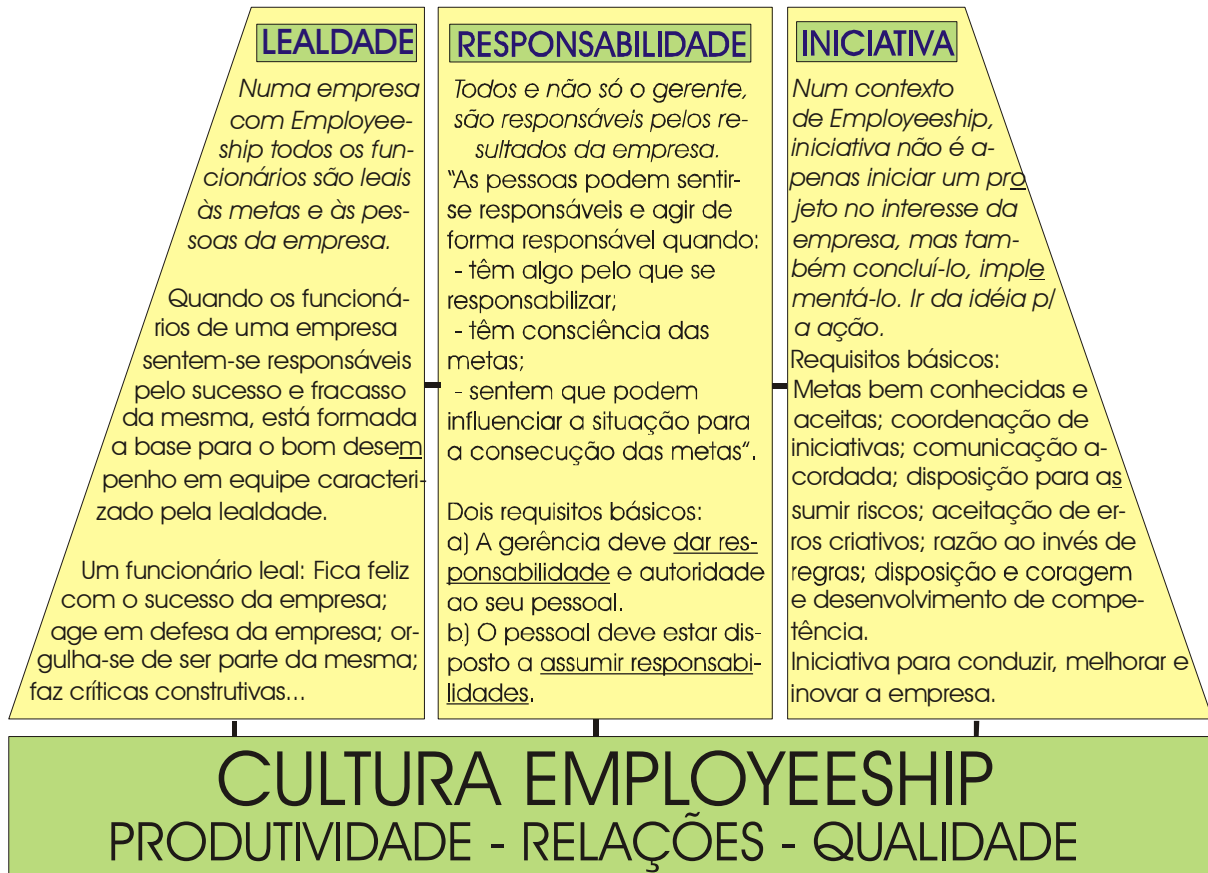 LEALDADE
Numa empresa
com Employee-
ship todos os fun-
cionários são leais
às metas e às pes-
soas da empresa.
Quando os funcioná-
rios de uma empresa
sentem-se responsáveis
pelo sucesso e fracasso
da mesma, está formada
a base para o bom desem
penho em equipe caracteri-
zado pela lealdade.
Um funcionário leal: Fica feliz
com o sucesso da empresa;
age em defesa da empresa; or-
gulha-se de ser parte da mesma;
faz críticas construtivas...
RESPONSABILIDADE
Todos e não só o gerente,
são responsáveis pelos re-
sultados da empresa.
"As pessoas podem sentir-
se responsáveis e agir de
forma responsável quando:
- têm algo pelo que se
responsabilizar;
- têm consciência das
metas;
- sentem que podem
influenciar a situação para
a consecução das metas".
Dois requisitos básicos:
a) A gerência deve dar res-
ponsabilidade e autoridade
ao seu pessoal.
b) O pessoal deve estar dis-
posto a assumir responsabi-
lidades.
INICIATIVA
Num contexto
de Employeeship,
iniciativa não é a-
penas iniciar um pro
jeto no interesse da
empresa, mas tam-
bém concluí-lo, imple
mentá-lo. Ir da idéia p/
a ação.
Requisitos básicos:
Metas bem conhecidas e
aceitas; coordenação de
iniciativas; comunicação a-
cordada; disposição para as
sumir riscos; aceitação de er-
ros criativos; razão ao invés de
regras; disposição e coragem
e desenvolvimento de compe-
tência.
Iniciativa para conduzir, melhorar e
inovar a empresa.
CULTURA EMPLOYEESHIP
PRODUTIVIDADE - RELAÇÕES - QUALIDADE